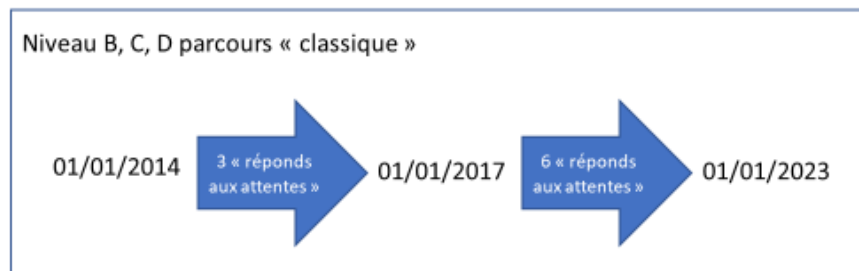 Niveau B, C, D parcours « classique »
01/01/2014
3 « réponds
aux attentes »
01/01/2017
6 « réponds
aux attentes »
01/01/2023